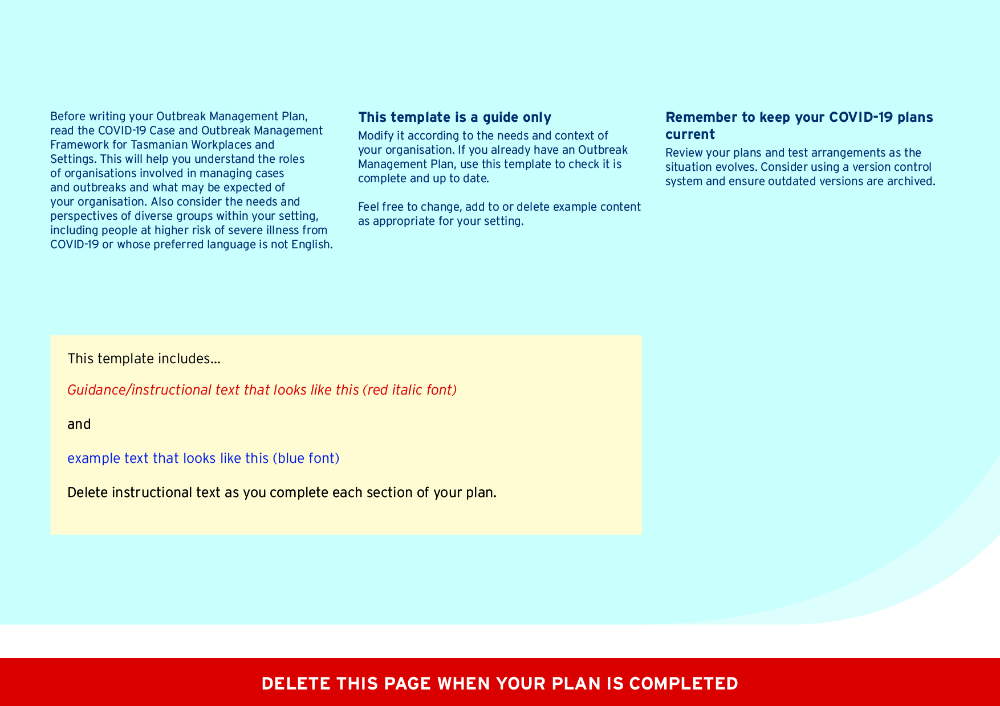 Before writing your Outbreak Management Plan,
read the COVID-19 Case and Outbreak Management
Framework for Tasmanian Workplaces and
Settings. This will help you understand the roles
of organisations involved in managing cases
and outbreaks and what may be expected of
your organisation. Also consider the needs and
perspectives of diverse groups within your setting,
including people at higher risk of severe illness from
COVID-19 or whose preferred language is not English.
This template is a guide only
Modify it according to the needs and context of
your organisation. If you already have an Outbreak
Management Plan, use this template to check it is
complete and up to date.
Feel free to change, add to or delete example content
as appropriate for your setting.
Remember to keep your COVID-19 plans
current
Review your plans and test arrangements as the
situation evolves. Consider using a version control
system and ensure outdated versions are archived.
This template includes...
Guidance/instructional text that looks like this (red italic font)
and
example text that looks like this (blue font)
Delete instructional text as you complete each section of your plan.
DELETE THIS PAGE WHEN YOUR PLAN IS COMPLETED